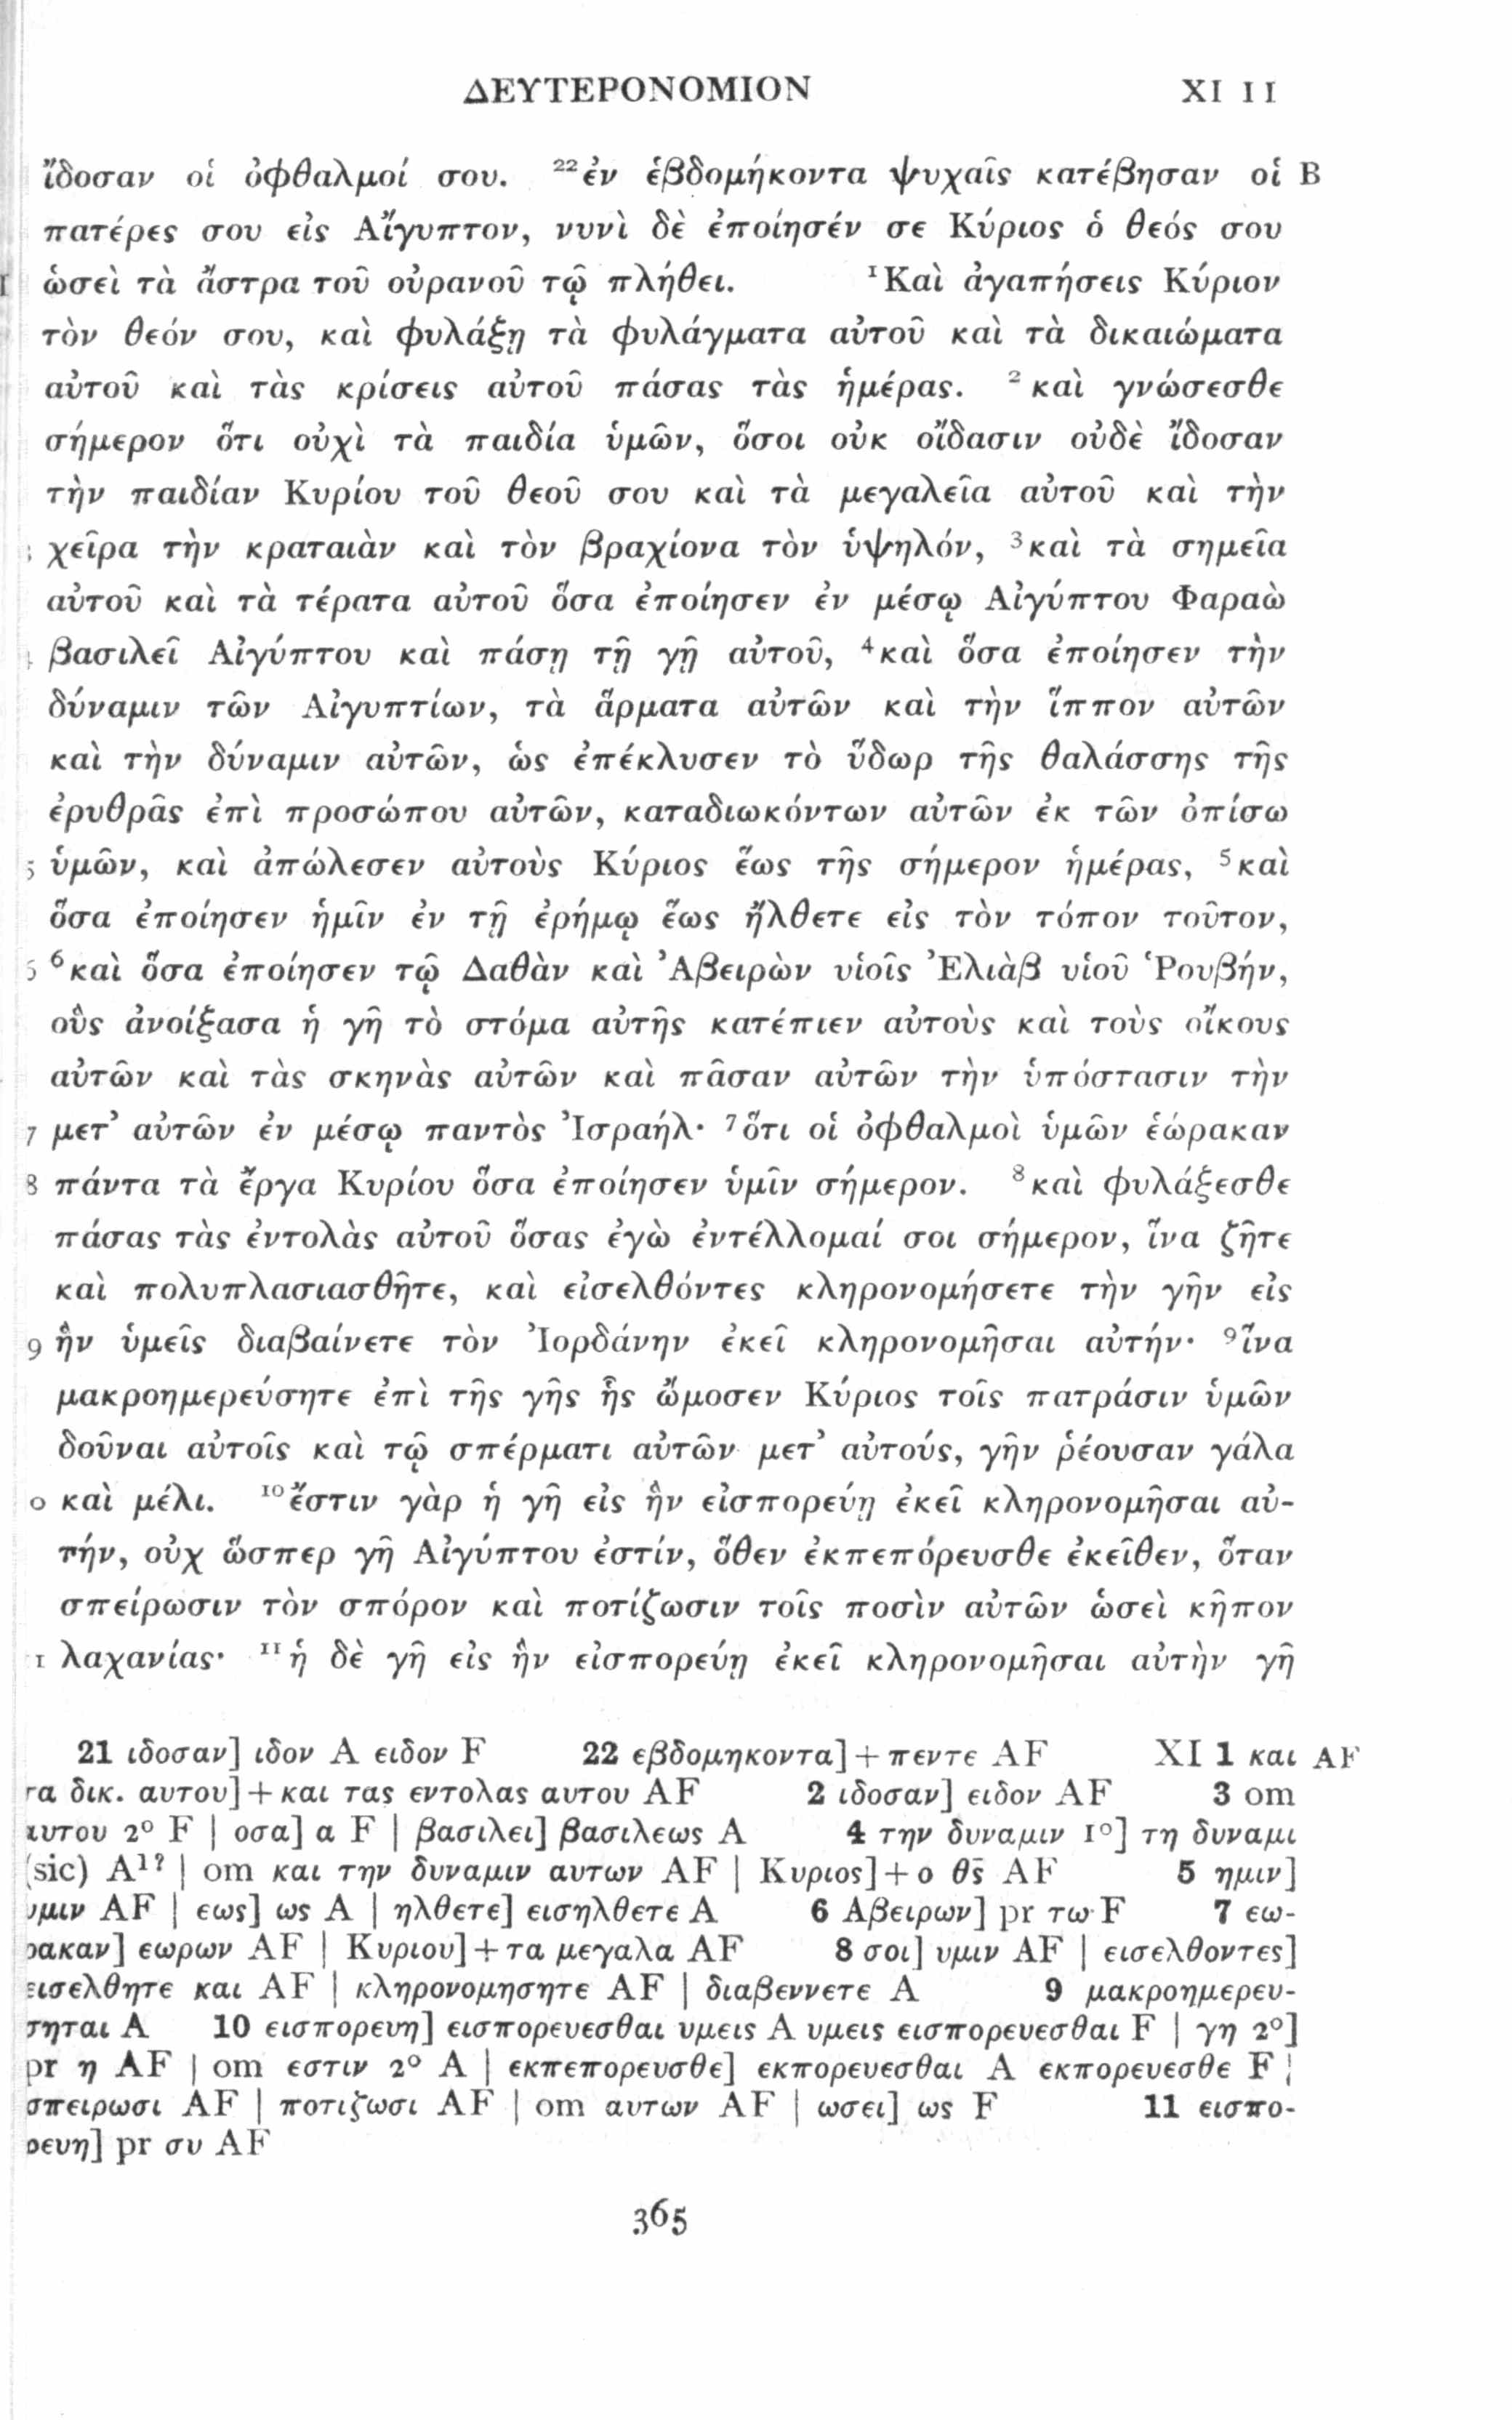 ΔΕΥΤΕΡΟΝΟΜΙΟΝ XI 11
ἴδοσαν οἱ ὀφθαλμοί σου. ²²ἐν ἑβδομήκοντα ψυχαῖς κατέβησαν οἱ B
πατέρες σου εἰς Αἴγυπτον, νυνὶ δὲ ἐποίησέν σε Κύριος ὁ θεός σου
ὡσεὶ τὰ ἄστρα τοῦ οὐρανοῦ τῷ πλήθει. ¹Καὶ ἀγαπήσεις Κύριον
τὸν θεόν σου, καὶ φυλάξῃ τὰ φυλάγματα αὐτοῦ καὶ τὰ δικαιώματα
αὐτοῦ καὶ τὰς κρίσεις αὐτοῦ πάσας τὰς ἡμέρας. ²καὶ γνώσεσθε
σήμερον ὅτι οὐχὶ τὰ παιδία ὑμῶν, ὅσοι οὐκ οἴδασιν οὐδὲ ἴδοσαν
τὴν παιδίαν Κυρίου τοῦ θεοῦ σου καὶ τὰ μεγαλεῖα αὐτοῦ καὶ τὴν
χεῖρα τὴν κραταιὰν καὶ τὸν βραχίονα τὸν ὑψηλόν, ³καὶ τὰ σημεῖα
αὐτοῦ καὶ τὰ τέρατα αὐτοῦ ὅσα ἐποίησεν ἐν μέσῳ Αἰγύπτου Φαραὼ
βασιλεῖ Αἰγύπτου καὶ πάσῃ τῇ γῇ αὐτοῦ, ⁴καὶ ὅσα ἐποίησεν τὴν
δύναμιν τῶν Αἰγυπτίων, τὰ ἅρματα αὐτῶν καὶ τὴν ἵππον αὐτῶν
καὶ τὴν δύναμιν αὐτῶν, ὡς ἐπέκλυσεν τὸ ὕδωρ τῆς θαλάσσης τῆς
ἐρυθρᾶς ἐπὶ προσώπου αὐτῶν, καταδιωκόντων αὐτῶν ἐκ τῶν ὀπίσω
5 ὑμῶν, καὶ ἀπώλεσεν αὐτοὺς Κύριος ἕως τῆς σήμερον ἡμέρας, ⁵καὶ
ὅσα ἐποίησεν ἡμῖν ἐν τῇ ἐρήμῳ ἕως ἤλθετε εἰς τὸν τόπον τοῦτον,
6 ⁶καὶ ὅσα ἐποίησεν τῷ Δαθὰν καὶ Ἀβειρὼν υἱοῖς Ἐλιὰβ υἱοῦ Ῥουβήν,
οὓς ἀνοίξασα ἡ γῆ τὸ στόμα αὐτῆς κατέπιεν αὐτοὺς καὶ τοὺς οἴκους
αὐτῶν καὶ τὰς σκηνὰς αὐτῶν καὶ πᾶσαν αὐτῶν τὴν ὑπόστασιν τὴν
7 μετ’ αὐτῶν ἐν μέσῳ παντὸς Ἰσραήλ· ⁷ὅτι οἱ ὀφθαλμοὶ ὑμῶν ἑώρακαν
8 πάντα τὰ ἔργα Κυρίου ὅσα ἐποίησεν ὑμῖν σήμερον. ⁸καὶ φυλάξεσθε
πάσας τὰς ἐντολὰς αὐτοῦ ὅσας ἐγὼ ἐντέλλομαί σοι σήμερον, ἵνα ζῆτε
καὶ πολυπλασιασθῆτε, καὶ εἰσελθόντες κληρονομήσετε τὴν γῆν εἰς
9 ἣν ὑμεῖς διαβαίνετε τὸν Ἰορδάνην ἐκεῖ κληρονομῆσαι αὐτήν· ⁹ἵνα
μακροημερεύσητε ἐπὶ τῆς γῆς ἧς ὤμοσεν Κύριος τοῖς πατράσιν ὑμῶν
δοῦναι αὐτοῖς καὶ τῷ σπέρματι αὐτῶν μετ’ αὐτούς, γῆν ῥέουσαν γάλα
0 καὶ μέλι. ¹⁰ἔστιν γὰρ ἡ γῆ εἰς ἣν εἰσπορεύῃ ἐκεῖ κληρονομῆσαι αὐ-
τήν, οὐχ ὥσπερ γῆ Αἰγύπτου ἐστίν, ὅθεν ἐκπεπόρευσθε ἐκεῖθεν, ὅταν
σπείρωσιν τὸν σπόρον καὶ ποτίζωσιν τοῖς ποσὶν αὐτῶν ὡσεὶ κῆπον
1 λαχανίας· ¹¹ἡ δὲ γῆ εἰς ἣν εἰσπορεύῃ ἐκεῖ κληρονομῆσαι αὐτὴν γῆ
21 ιδοσαν] ιδον A ειδον F 22 εβδομηκοντα]+πεντε AF XI 1 και AF
τα δικ. αυτου]+και τας εντολας αυτου AF 2 ιδοσαν] ειδον AF 3 om
αυτου 2° F | οσα] α F | βασιλει] βασιλεως A 4 την δυναμιν 1°] τη δυναμι
(sic) A¹? | om και την δυναμιν αυτων AF | Κυριος]+ο θς̄ AF 5 ημιν]
υμιν AF | εως] ως A | ηλθετε] εισηλθετε A 6 Αβειρων] pr τω F 7 εω-
ρακαν] εωρων AF | Κυριου]+τα μεγαλα AF 8 σοι] υμιν AF | εισελθοντες]
εισελθητε και AF | κληρονομησητε AF | διαβεννετε A 9 μακροημερευ-
σηται A 10 εισπορευη] εισπορευεσθαι υμεις A υμεις εισπορευεσθαι F | γη 2°]
pr η AF | om εστιν 2° A | εκπεπορευσθε] εκπορευεσθαι A εκπορευεσθε F |
σπειρωσι AF | ποτιζωσι AF | om αυτων AF | ωσει] ως F 11 εισπο-
ρευη] pr συ AF
365